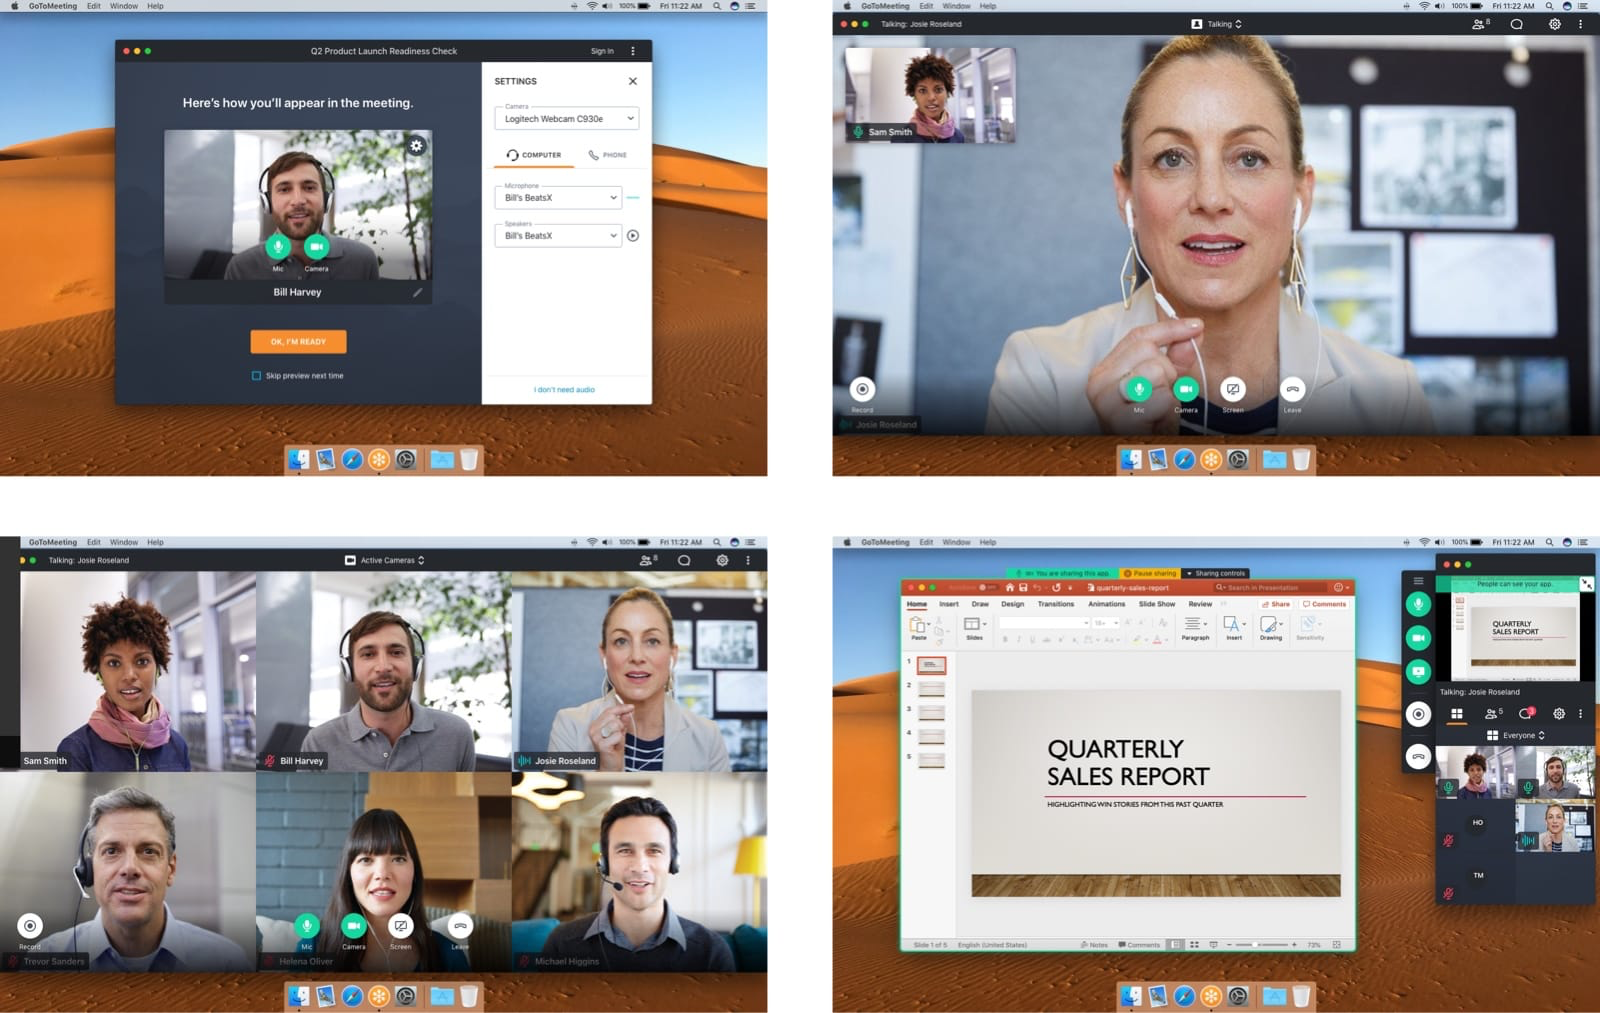 GoToMeeting Edit Window Help
100% Fri 11:22 AM
Q2 Product Launch Readiness Check
Sign In
Here's how you'll appear in the meeting.
Mic Camera
Bill Harvey
OK, I'M READY
Skip preview next time
SETTINGS
Camera
Logitech Webcam C930e
COMPUTER PHONE
Microphone
Bill's BeatsX
Speakers
Bill's BeatsX
I don't need audio
GoToMeeting Edit Window Help
100% Fri 11:22 AM
Talking: Josie Roseland
Talking
8
Sam Smith
Record
Mic Camera Screen Leave
Josie Roseland
GoToMeeting Edit Window Help
100% Fri 11:22 AM
Talking: Josie Roseland
Active Cameras
8
Sam Smith
Bill Harvey
Josie Roseland
Record
Mic Camera Screen Leave
Trevor Sanders
Helena Oliver
Michael Higgins
GoToMeeting Edit Window Help
100% Fri 11:22 AM
You are sharing this app. Pause sharing Sharing controls
quarterly-sales-report
Search in Presentation
Home Insert Draw Design Transitions Animations Slide Show Review
Share Comments
Paste Slides Paragraph Insert Drawing Sensitivity
1
2
3
4
5
QUARTERLY
SALES REPORT
HIGHLIGHTING WIN STORIES FROM THIS PAST QUARTER
Slide 1 of 5 English (United States)
Notes Comments
73%
People can see your app.
QUARTERLY
SALES REPORT
Talking: Josie Roseland
5
3
Everyone
HO
TM